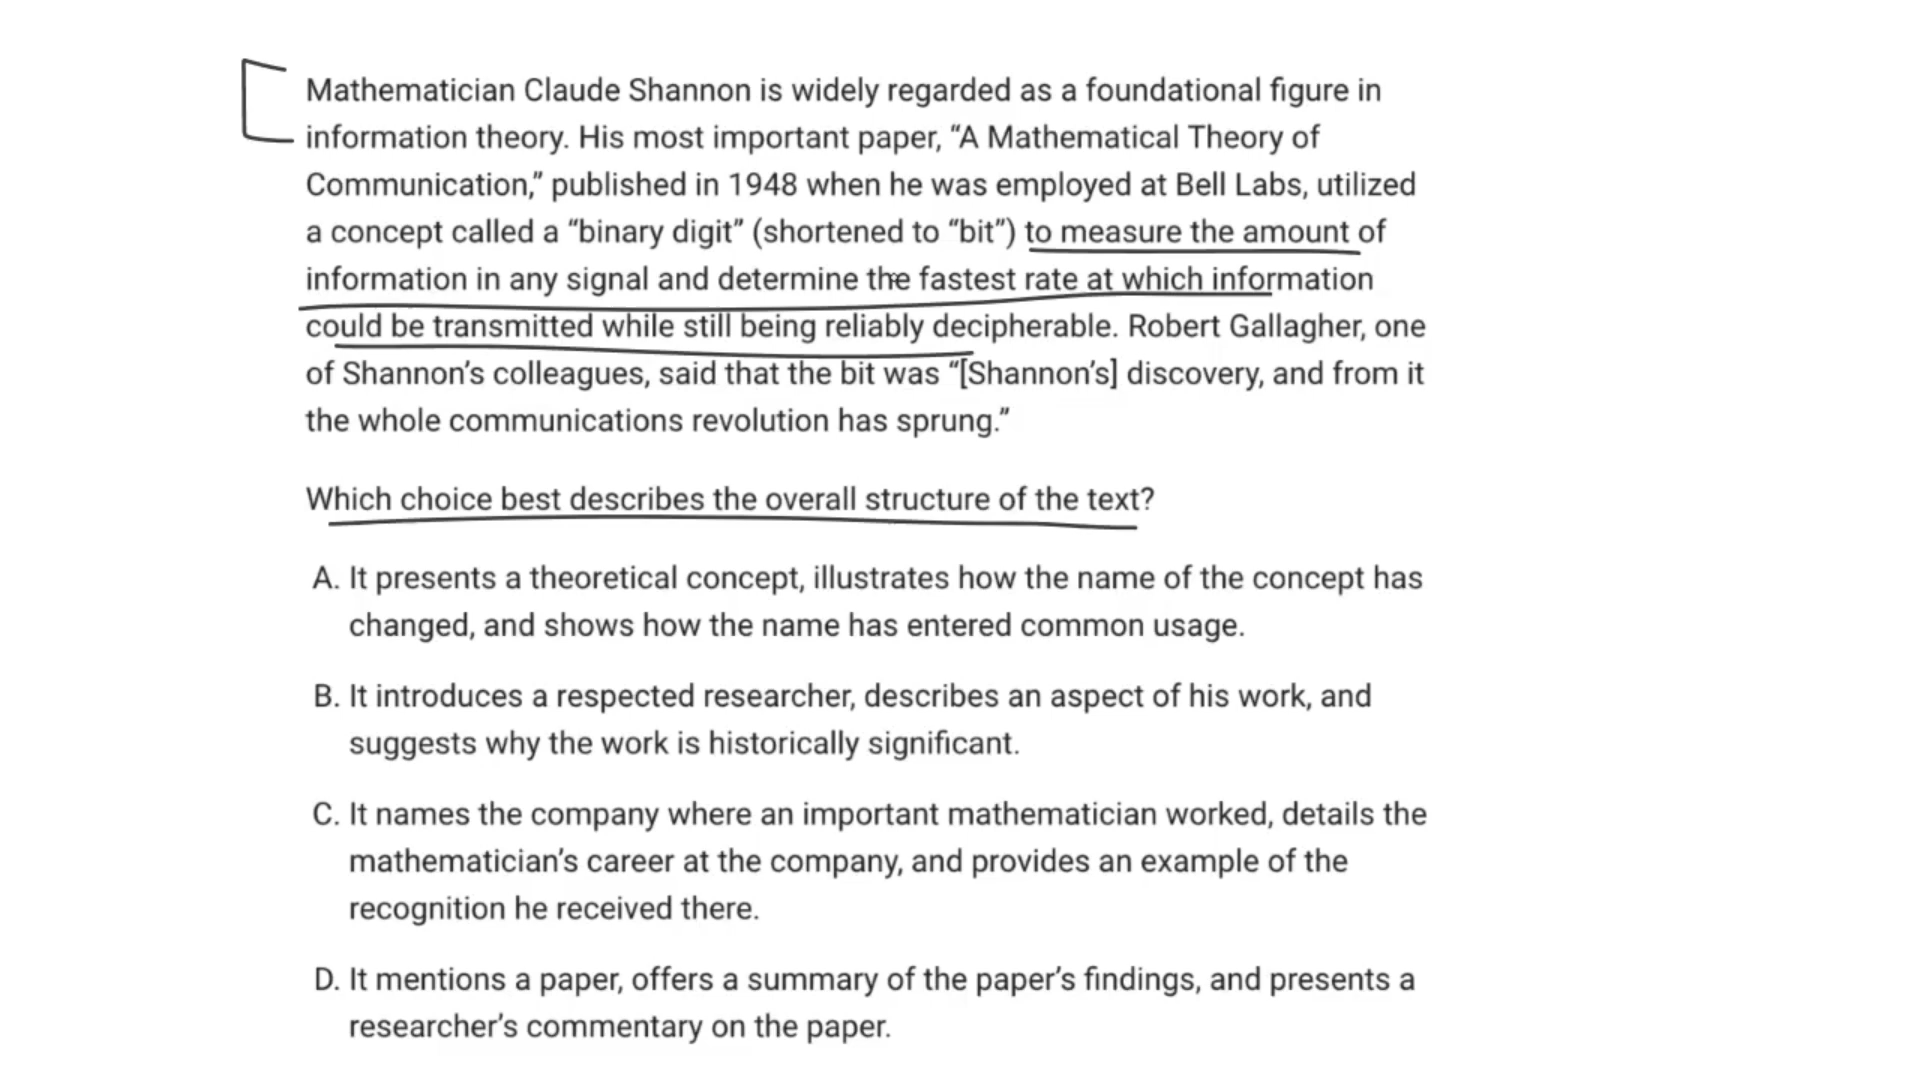 Mathematician Claude Shannon is widely regarded as a foundational figure in
information theory. His most important paper, “A Mathematical Theory of
Communication,” published in 1948 when he was employed at Bell Labs, utilized
a concept called a “binary digit” (shortened to “bit”) to measure the amount of
information in any signal and determine the fastest rate at which information
could be transmitted while still being reliably decipherable. Robert Gallagher, one
of Shannon’s colleagues, said that the bit was “[Shannon’s] discovery, and from it
the whole communications revolution has sprung.”
Which choice best describes the overall structure of the text?
A. It presents a theoretical concept, illustrates how the name of the concept has
changed, and shows how the name has entered common usage.
B. It introduces a respected researcher, describes an aspect of his work, and
suggests why the work is historically significant.
C. It names the company where an important mathematician worked, details the
mathematician’s career at the company, and provides an example of the
recognition he received there.
D. It mentions a paper, offers a summary of the paper’s findings, and presents a
researcher’s commentary on the paper.